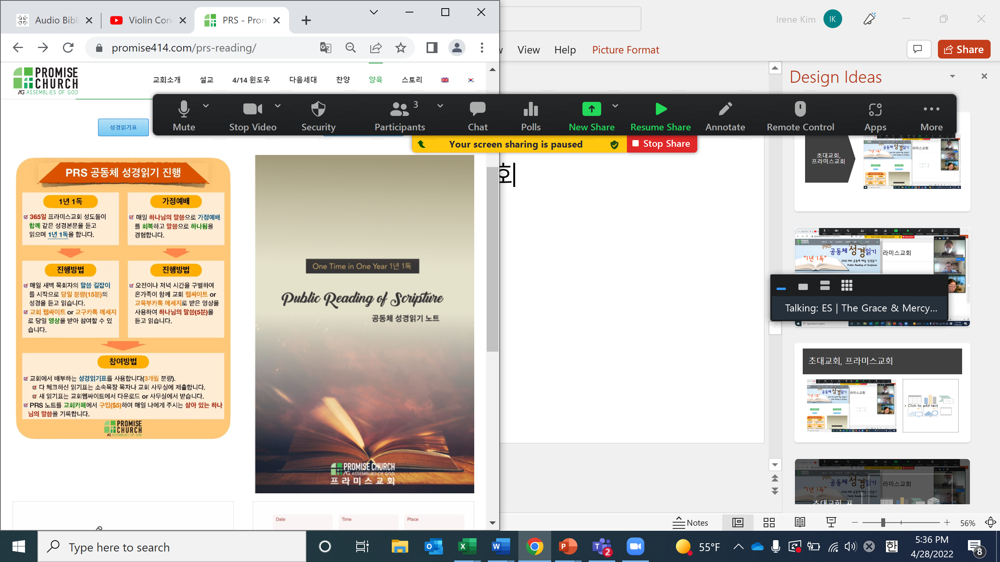 Audio Bibl
Violin Con
PRS - Prom
promise414.com/prs-reading/
Irene Kim
IK
View
Help
Picture Format
Share
PROMISE
CHURCH
AG ASSEMBLIES OF GOD
교회소개
설교
4/14 윈도우
다음세대
찬양
양육
스토리
Design Ideas
성경읽기표
Mute
Stop Video
Security
Participants
3
Chat
Polls
New Share
Resume Share
Annotate
Remote Control
Apps
More
Your screen sharing is paused
Stop Share
회
PRS 공동체 성경읽기 진행
1년 1독
365일 프라미스교회 성도들이
함께 같은 성경본문을 듣고
읽으며 1년 1독을 합니다.
가정예배
매일 하나님의 말씀으로 가정예배
를 회복하고 말씀으로 하나됨을
경험합니다.
진행방법
매일 새벽 목회자의 말씀 길잡이
를 시작으로 당일 분량(15분)의
성경을 듣고 읽습니다.
교회 웹싸이트 or 교구카톡 메세지
로 당일 영상을 받아 참여할 수 있
습니다.
진행방법
오전이나 저녁 시간을 구별하여
온가족이 함께 교회 웹싸이트 or
교육부카톡 메세지로 받은 영상을
사용하여 하나님의 말씀(5분)을
듣고 읽습니다.
참여방법
교회에서 배부하는 성경읽기표를 사용합니다(3개월 분량).
다 체크하신 읽기표는 소속목장 목자나 교회 사무실에 제출합니다.
새 읽기표는 교회웹싸이트에서 다운로드 or 사무실에서 받습니다.
PRS 노트를 교회카페에서 구입($5)하여 매일 나에게 주시는 살아 있는 하나
님의 말씀을 기록합니다.
PROMISE
CHURCH
AG ASSEMBLIES OF GOD
One Time in One Year 1년 1독
Public Reading of Scripture
공동체 성경읽기 노트
PROMISE CHURCH
AG ASSEMBLIES OF GOD
프라미스교회
Date
Time
Place
초대교회,
프라미스교회
PRS
공동체 성경읽기
라미스교회
"1년 1독"
2022 PRS 공동체 매일 성경읽기
Public Reading of Scripture
Talking: ES | The Grace & Mercy...
초대교회, 프라미스교회
• Click to add text
Notes
56%
Type here to search
2
55°F
한
5:36 PM
4/28/2022
8